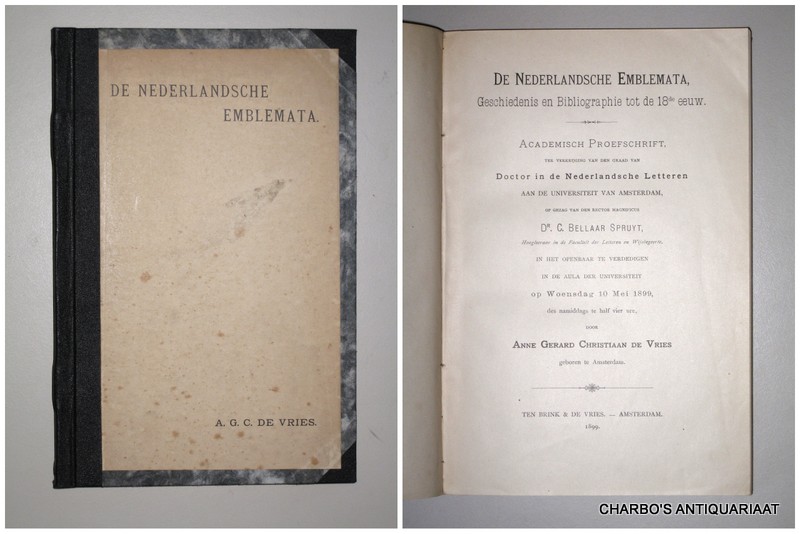 DE NEDERLANDSCHE
EMBLEMATA.
A. G. C. DE VRIES.
DE NEDERLANDSCHE EMBLEMATA,
Geschiedenis en Bibliographie tot de 18de eeuw.
ACADEMISCH PROEFSCHRIFT,
TER VERKRIJGING VAN DEN GRAAD VAN
Doctor in de Nederlandsche Letteren
AAN DE UNIVERSITEIT VAN AMSTERDAM,
OP GEZAG VAN DEN RECTOR MAGNIFICUS
DR. C. BELLAAR SPRUYT,
Hoogleeraar in de Faculteit der Letteren en Wijsbegeerte,
IN HET OPENBAAR TE VERDEDIGEN
IN DE AULA DER UNIVERSITEIT
op Woensdag 10 Mei 1899,
des namiddags te half vier ure,
DOOR
ANNE GERARD CHRISTIAAN DE VRIES
geboren te Amsterdam.
TEN BRINK & DE VRIES. — AMSTERDAM.
1899.
CHARBO'S ANTIQUARIAAT